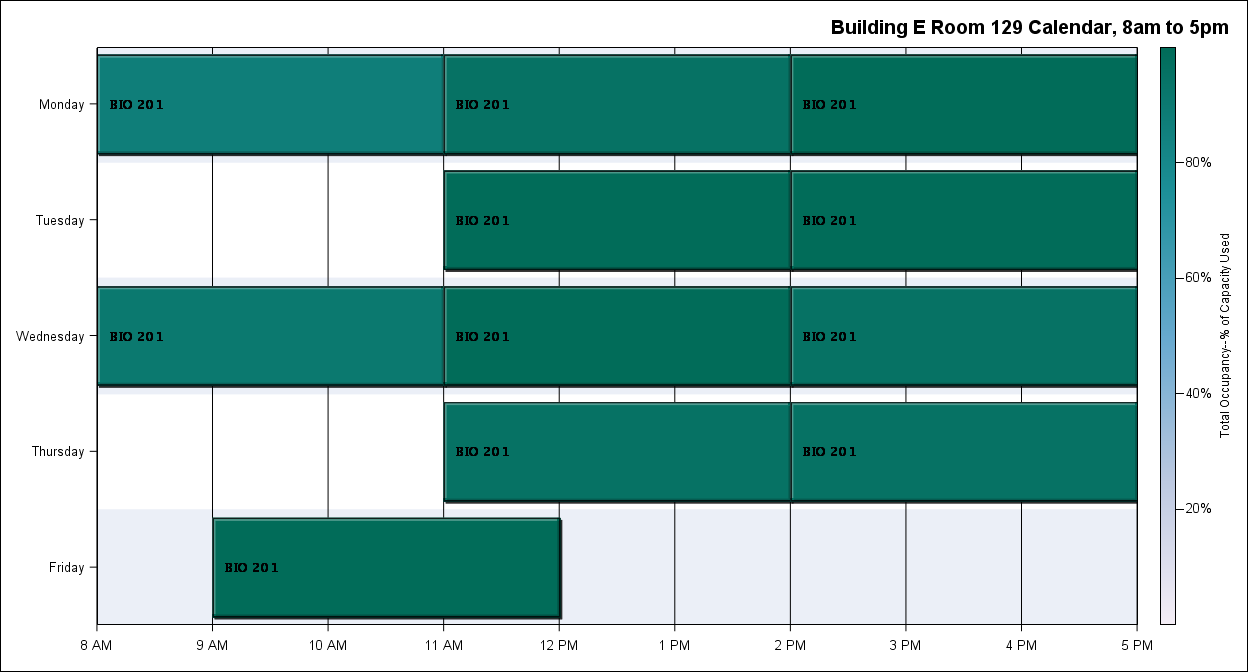 Building E Room 129 Calendar, 8am to 5pm
Monday
BIO 201
BIO 201
BIO 201
Tuesday
BIO 201
BIO 201
Wednesday
BIO 201
BIO 201
BIO 201
Thursday
BIO 201
BIO 201
Friday
BIO 201
8 AM
9 AM
10 AM
11 AM
12 PM
1 PM
2 PM
3 PM
4 PM
5 PM
80%
60%
40%
20%
Total Occupancy--% of Capacity Used